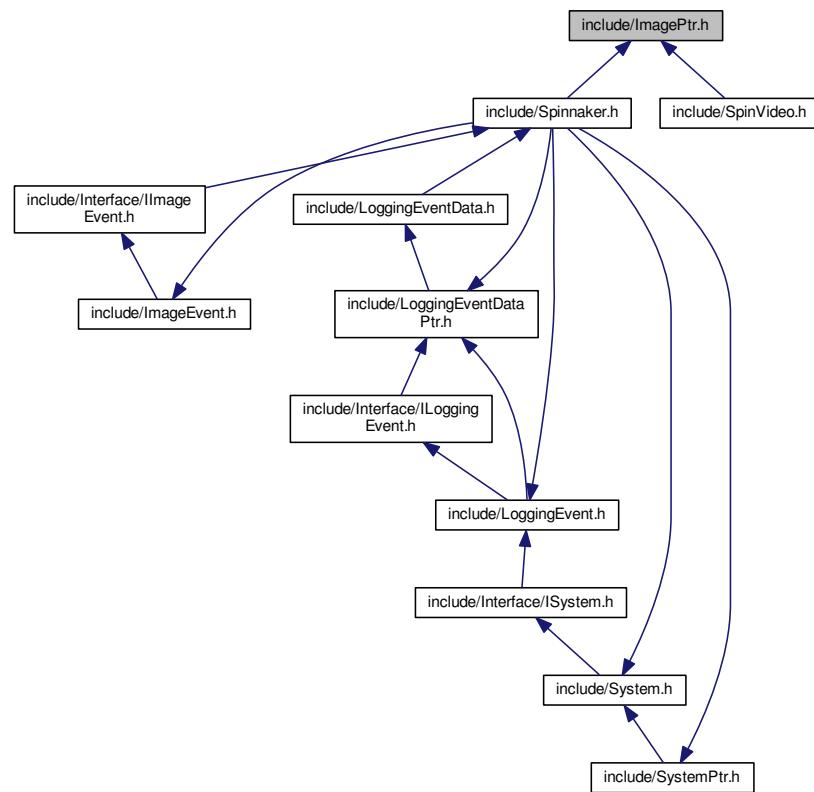 include/ImagePtr.h
include/Spinnaker.h
include/SpinVideo.h
include/Interface/IImage
Event.h
include/LoggingEventData.h
include/ImageEvent.h
include/LoggingEventData
Ptr.h
include/Interface/ILogging
Event.h
include/LoggingEvent.h
include/Interface/ISystem.h
include/System.h
include/SystemPtr.h